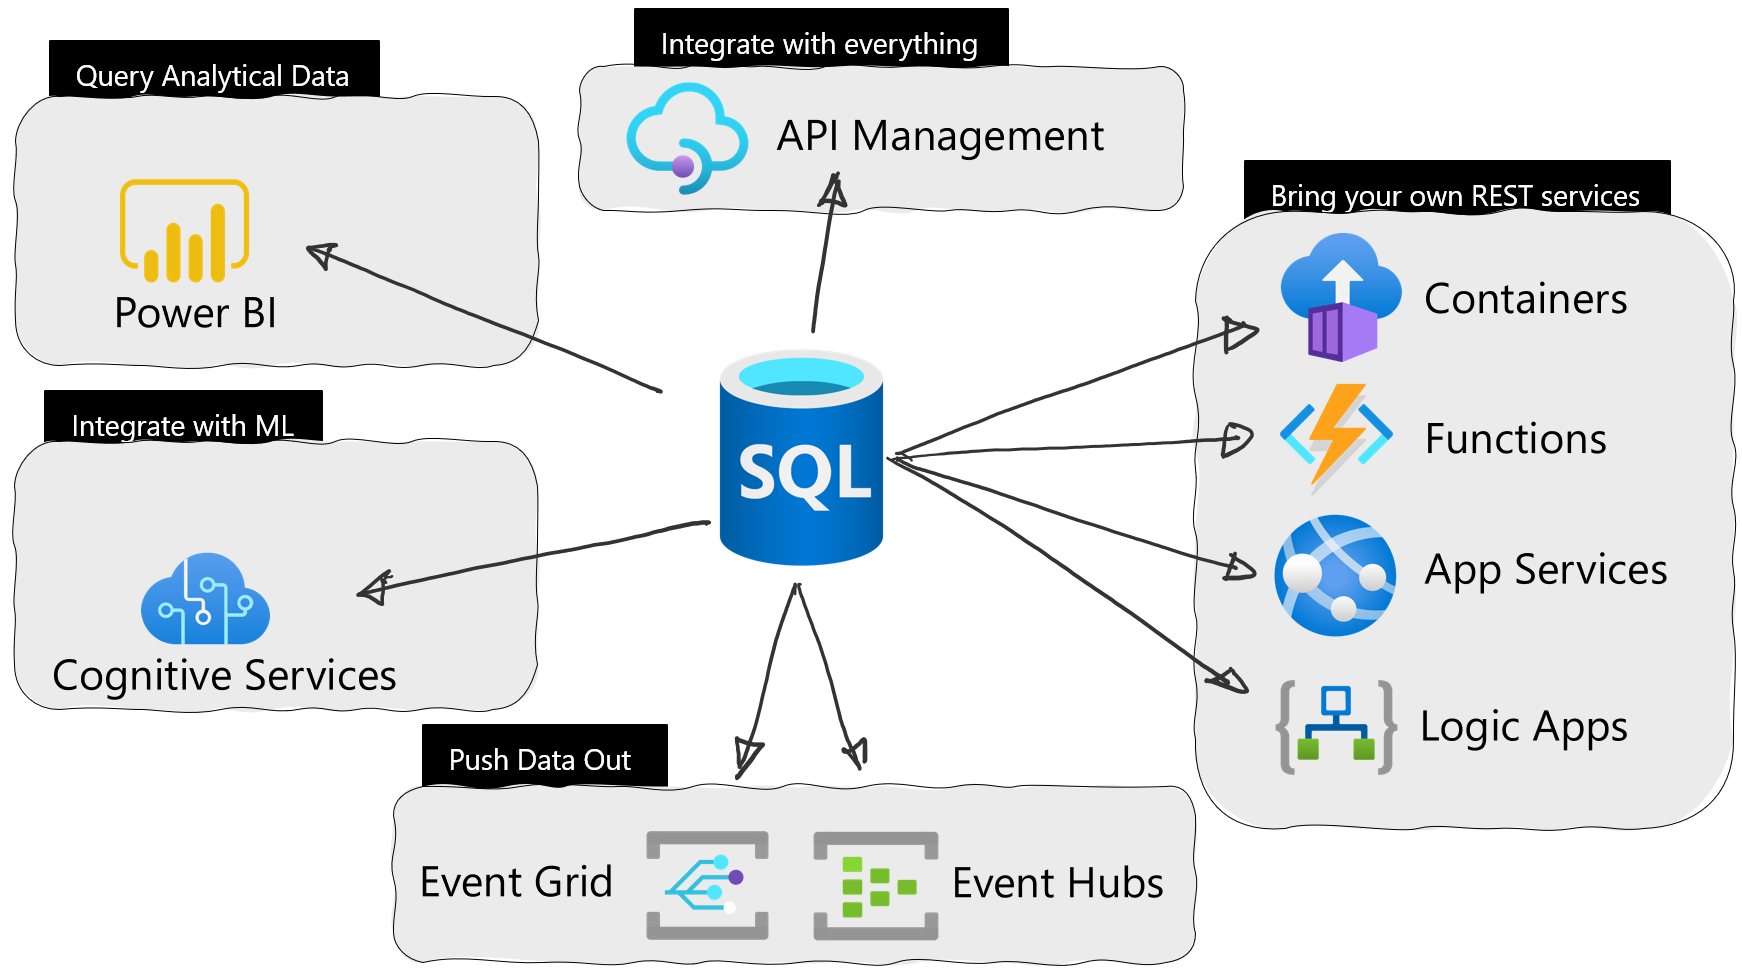 Integrate with everything
API Management
Query Analytical Data
Power BI
Bring your own REST services
Containers
Functions
App Services
Logic Apps
SQL
Integrate with ML
Cognitive Services
Push Data Out
Event Grid
Event Hubs